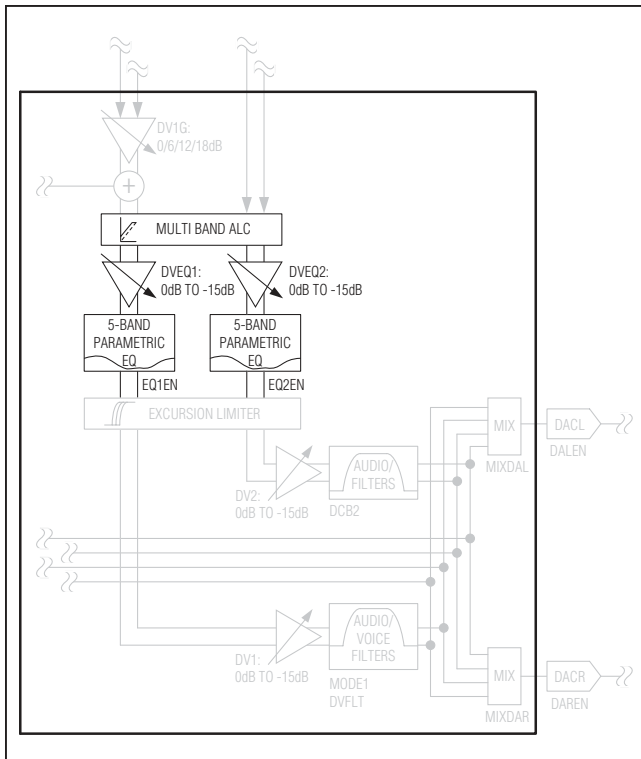 DV1G:
0/6/12/18dB
+
MULTI BAND ALC
DVEQ1:
0dB TO -15dB
DVEQ2:
0dB TO -15dB
5-BAND
PARAMETRIC
EQ
5-BAND
PARAMETRIC
EQ
EQ1EN
EQ2EN
EXCURSION LIMITER
MIX
DACL
MIXDAL
DALEN
AUDIO/
FILTERS
DV2:
0dB TO -15dB
DCB2
AUDIO/
VOICE
FILTERS
DV1:
0dB TO -15dB
MODE1
DVFLT
MIX
DACR
MIXDAR
DAREN